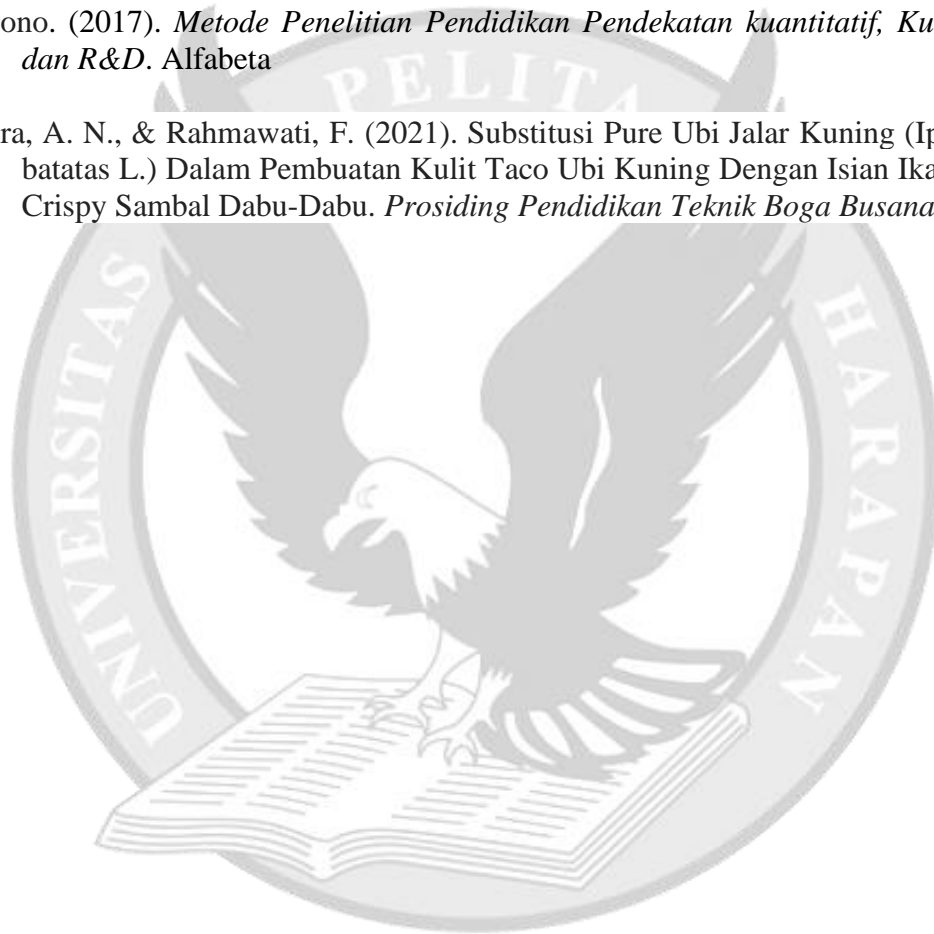 ono. (2017). Metode Penelitian Pendidikan Pendekatan kuantitatif, Ku
dan R&D. Alfabeta
PELITA
ra, A. N., & Rahmawati, F. (2021). Substitusi Pure Ubi Jalar Kuning (Ip
batatas L.) Dalam Pembuatan Kulit Taco Ubi Kuning Dengan Isian Ika
Crispy Sambal Dabu-Dabu. Prosiding Pendidikan Teknik Boga Busana
UNIVERSITAS
HARAPAN